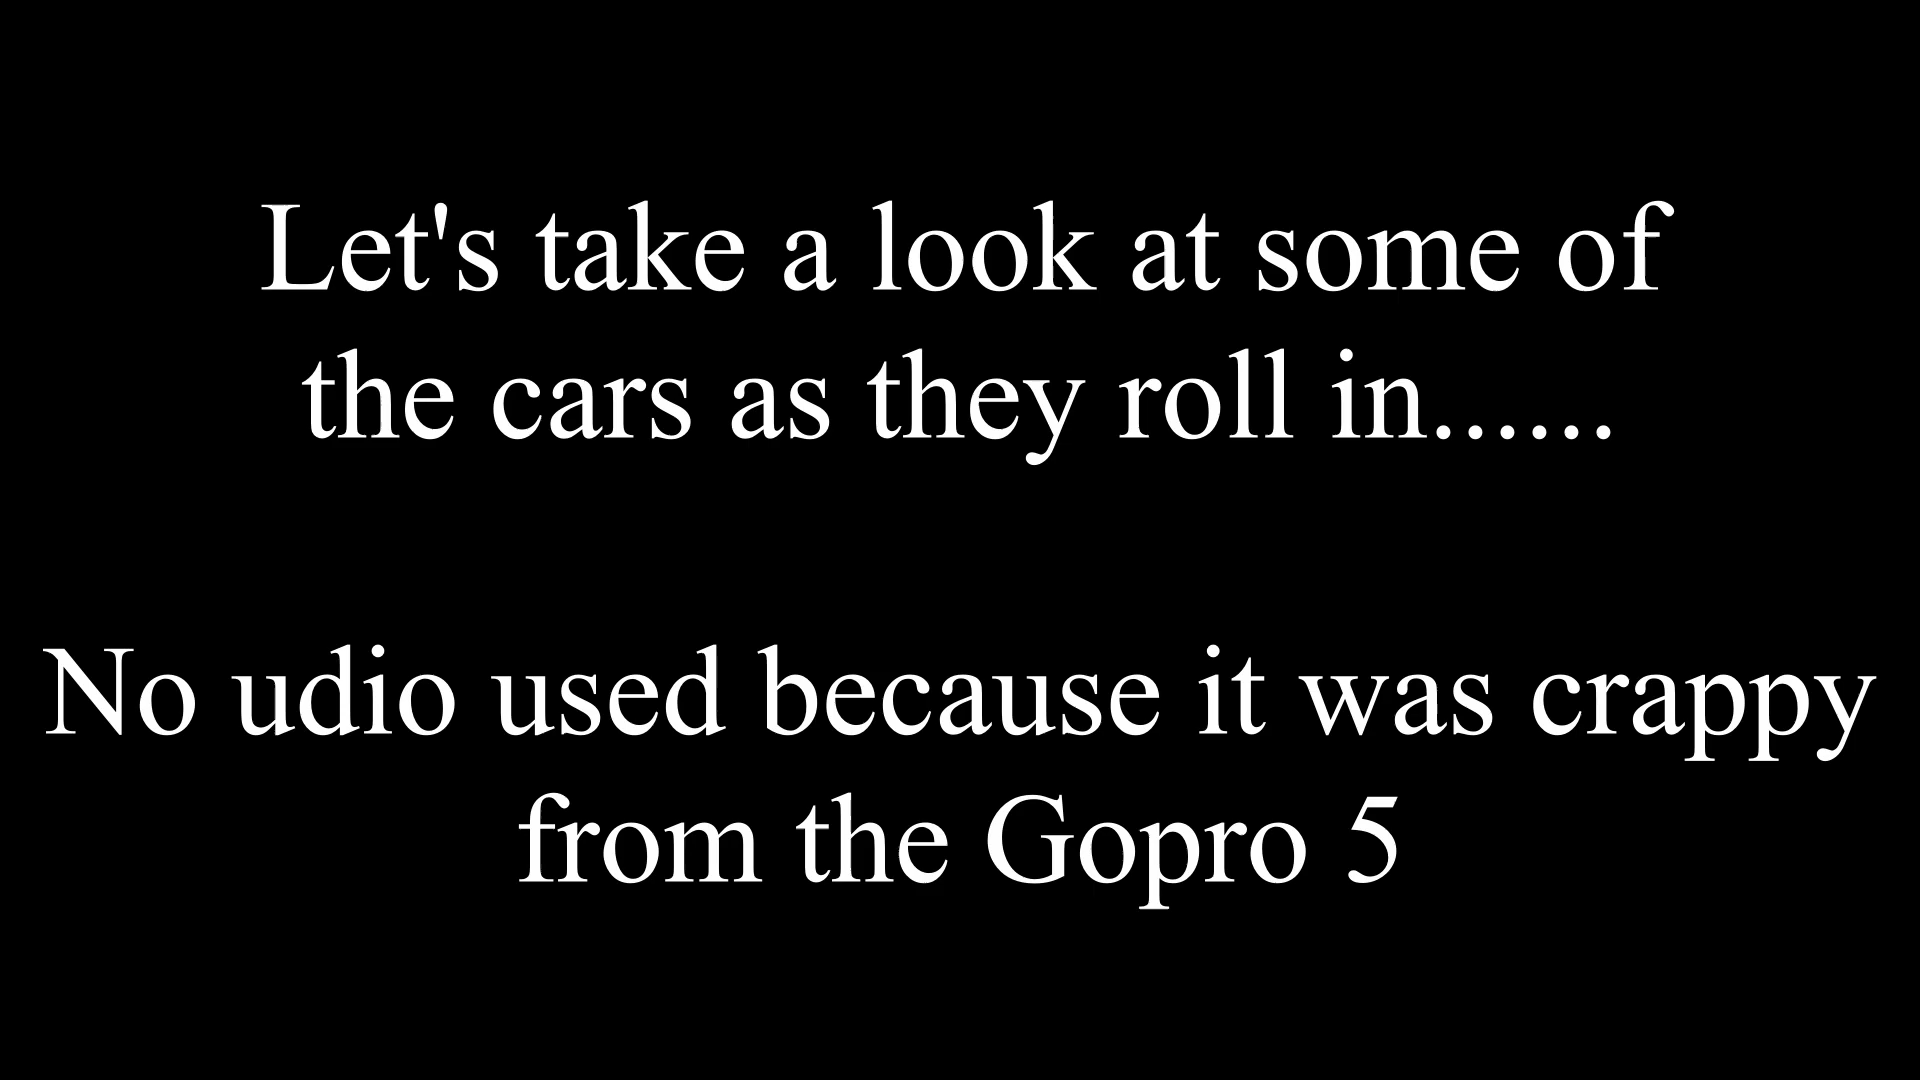 Let's take a look at some of
the cars as they roll in......
No udio used because it was crappy
from the Gopro 5